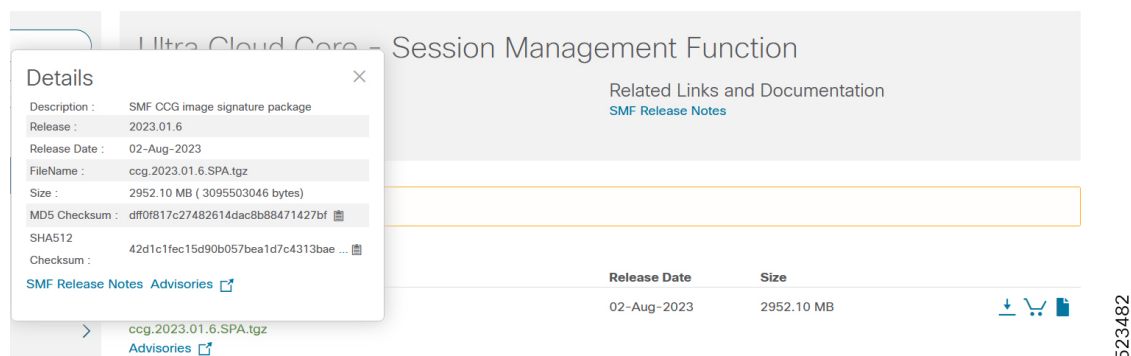 Ultra Cloud Core - Session Management Function
Details
Description : SMF CCG image signature package
Release : 2023.01.6
Release Date : 02-Aug-2023
FileName : ccg.2023.01.6.SPA.tgz
Size : 2952.10 MB ( 3095503046 bytes)
MD5 Checksum : dff0f817c27482614dac8b88471427bf
SHA512
Checksum :
42d1c1fec15d90b057bea1d7c4313bae ...
SMF Release Notes Advisories
Related Links and Documentation
SMF Release Notes
Release Date Size
02-Aug-2023 2952.10 MB
ccg.2023.01.6.SPA.tgz
Advisories
523482